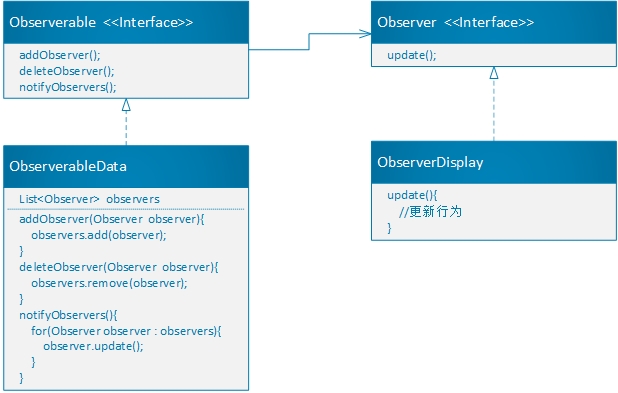 Observerable <<Interface>>
addObserver();
deleteObserver();
notifyObservers();
Observer <<Interface>>
update();
ObserverableData
List<Observer> observers
addObserver(Observer observer){
observers.add(observer);
}
deleteObserver(Observer observer){
observers.remove(observer);
}
notifyObservers(){
for(Observer observer : observers){
observer.update();
}
}
ObserverDisplay
update(){
//更新行为
}